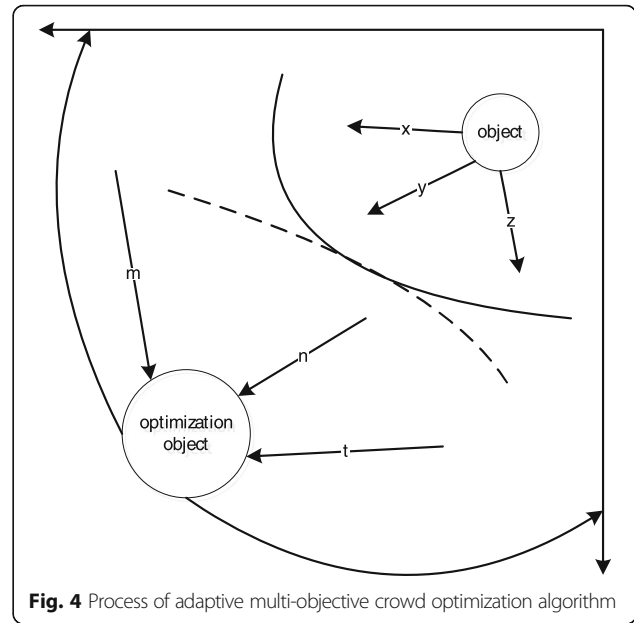 object
x
y
z
m
n
optimization
object
t
Fig. 4 Process of adaptive multi-objective crowd optimization algorithm